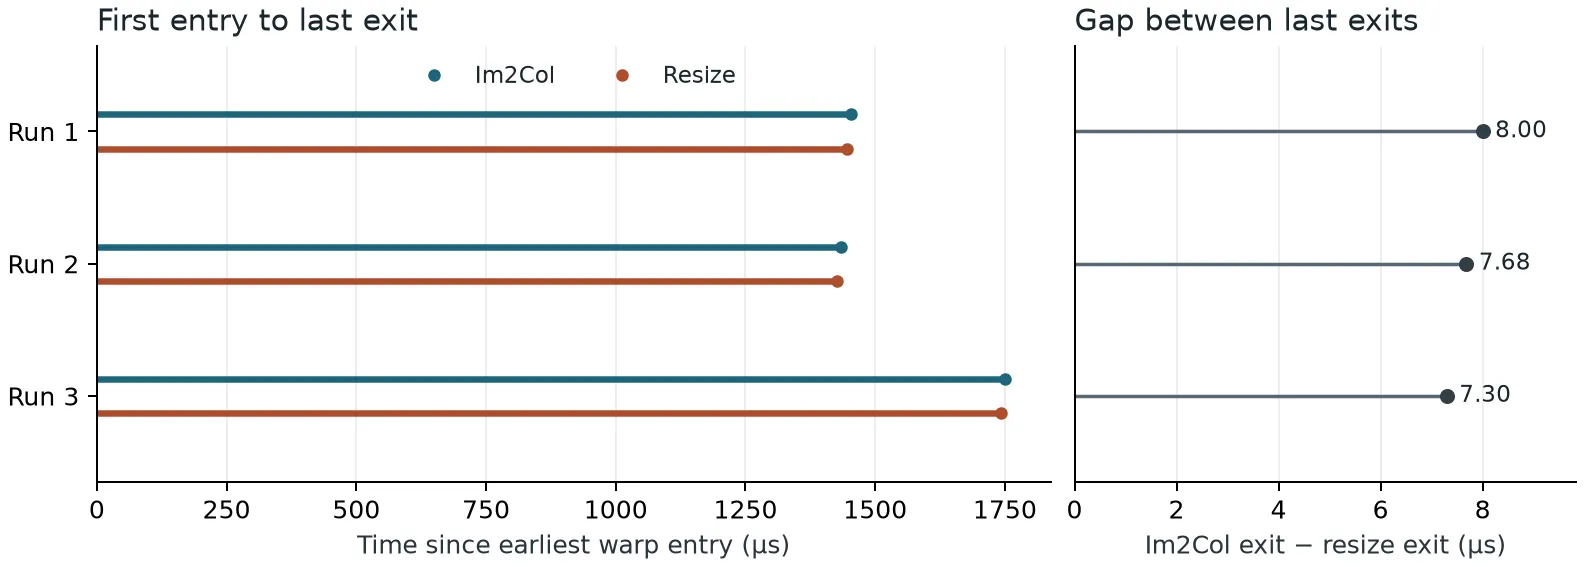 First entry to last exit
Im2Col
Resize
Run 1
Run 2
Run 3
0 250 500 750 1000 1250 1500 1750
Time since earliest warp entry (µs)
Gap between last exits
8.00
7.68
7.30
0 2 4 6 8
Im2Col exit − resize exit (µs)